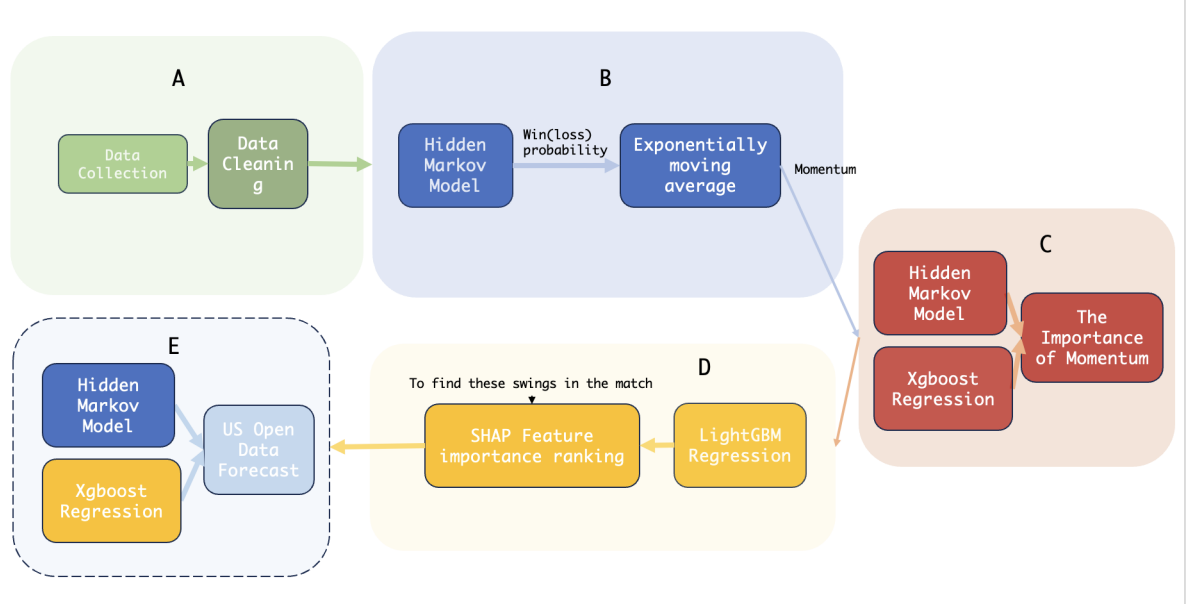 A
Data
Collection
Data
Cleanin
g
B
Hidden
Markov
Model
Win(loss)
probability
Exponentially
moving
average
Momentum
C
Hidden
Markov
Model
Xgboost
Regression
The
Importance
of Momentum
D
To find these swings in the match
SHAP Feature
importance ranking
LightGBM
Regression
E
Hidden
Markov
Model
Xgboost
Regression
US Open
Data
Forecast